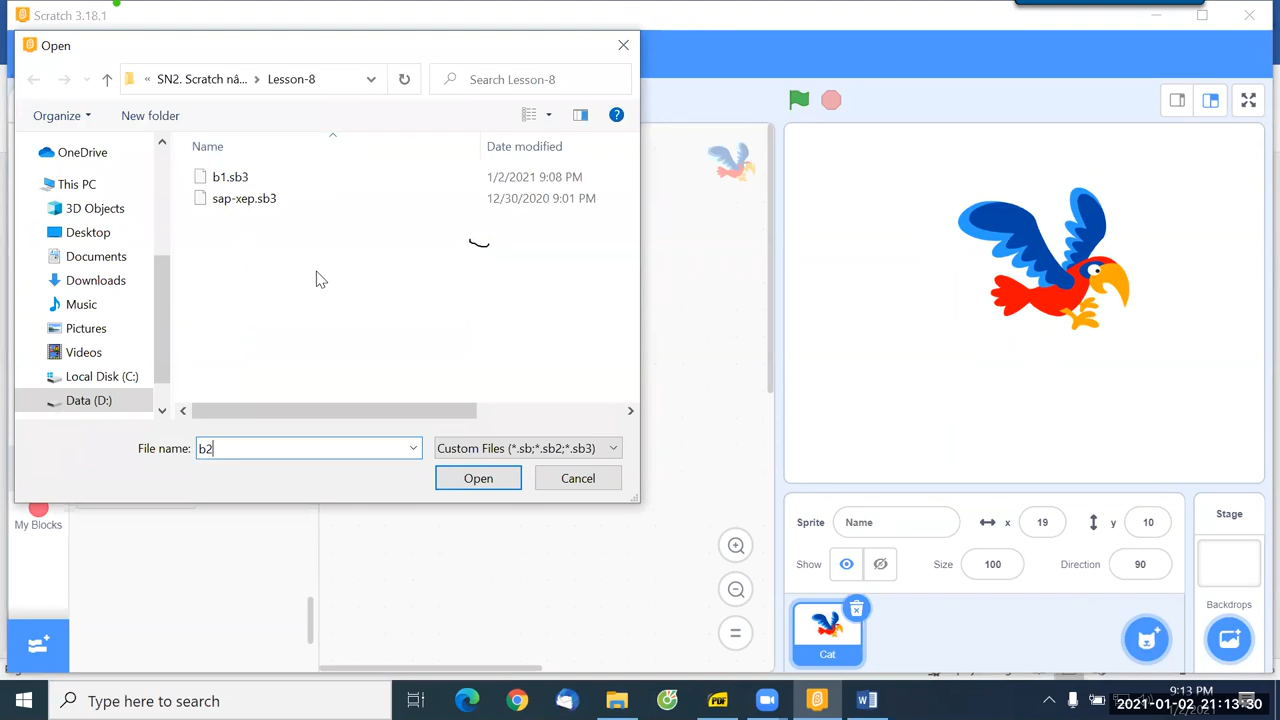 Scratch 3.18.1
Open
« SN2. Scratch nâ... > Lesson-8
Search Lesson-8
Organize
New folder
Name
Date modified
OneDrive
This PC
3D Objects
Desktop
Documents
Downloads
Music
Pictures
Videos
Local Disk (C:)
Data (D:)
b1.sb3
1/2/2021 9:08 PM
sap-xep.sb3
12/30/2020 9:01 PM
File name:
b2
Custom Files (*.sb;*.sb2;*.sb3)
Open
Cancel
My Blocks
Sprite
Name
x
19
y
10
Show
Size
100
Direction
90
Cat
Stage
Backdrops
Type here to search
PDF
9:13 PM
2021-01-02 21:13:30